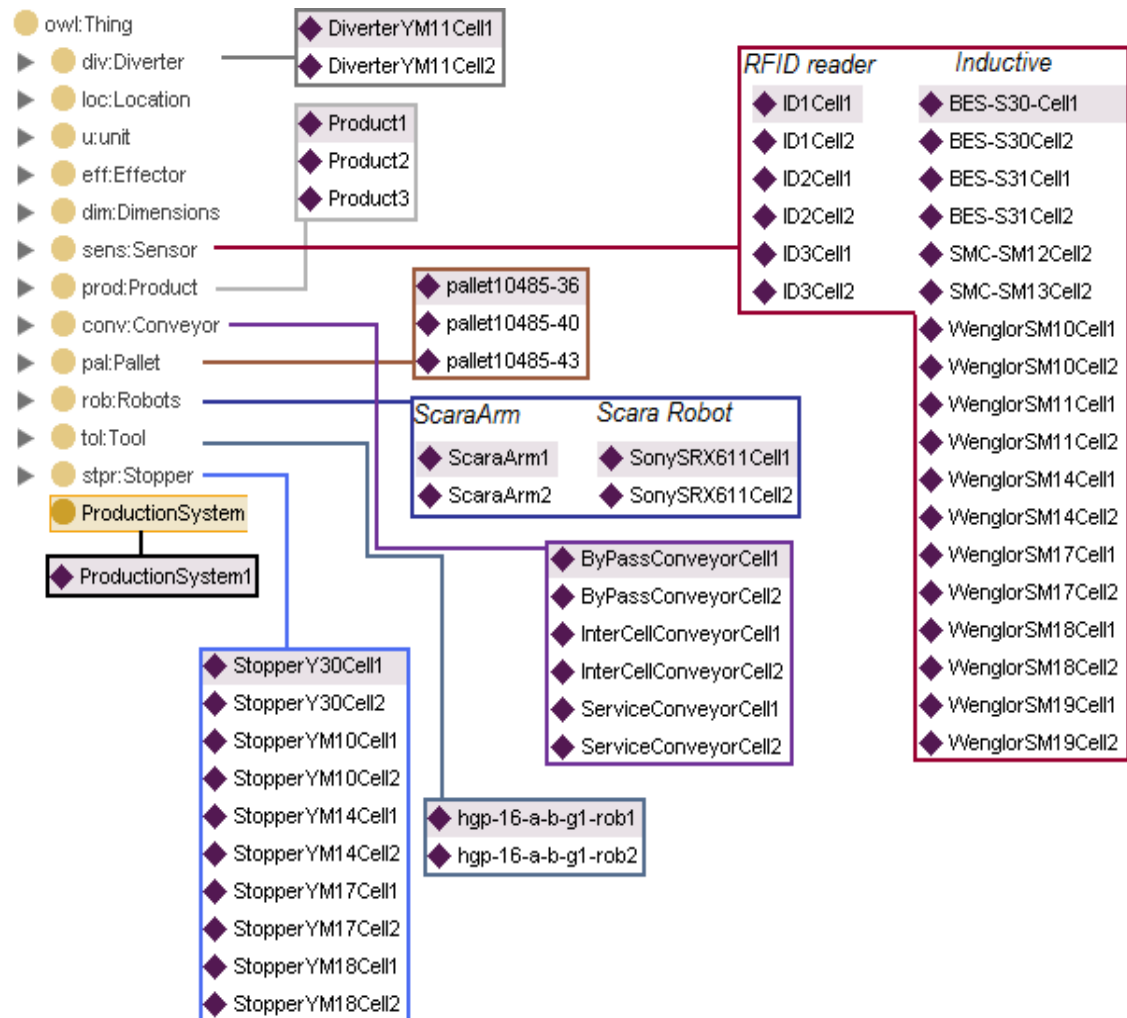 owl:Thing
div:Diverter
loc:Location
u:unit
eff:Effector
dim:Dimensions
sens:Sensor
prod:Product
conv:Conveyor
pal:Pallet
rob:Robots
tol:Tool
stpr:Stopper
ProductionSystem
ProductionSystem1
DiverterYM11Cell1
DiverterYM11Cell2
Product1
Product2
Product3
pallet10485-36
pallet10485-40
pallet10485-43
ScaraArm
ScaraArm1
ScaraArm2
Scara Robot
SonySRX611Cell1
SonySRX611Cell2
RFID reader
ID1Cell1
ID1Cell2
ID2Cell1
ID2Cell2
ID3Cell1
ID3Cell2
Inductive
BES-S30-Cell1
BES-S30Cell2
BES-S31Cell1
BES-S31Cell2
SMC-SM12Cell2
SMC-SM13Cell2
WenglorSM10Cell1
WenglorSM10Cell2
WenglorSM11Cell1
WenglorSM11Cell2
WenglorSM14Cell1
WenglorSM14Cell2
WenglorSM17Cell1
WenglorSM17Cell2
WenglorSM18Cell1
WenglorSM18Cell2
WenglorSM19Cell1
WenglorSM19Cell2
ByPassConveyorCell1
ByPassConveyorCell2
InterCellConveyorCell1
InterCellConveyorCell2
ServiceConveyorCell1
ServiceConveyorCell2
StopperY30Cell1
StopperY30Cell2
StopperYM10Cell1
StopperYM10Cell2
StopperYM14Cell1
StopperYM14Cell2
StopperYM17Cell1
StopperYM17Cell2
StopperYM18Cell1
StopperYM18Cell2
hgp-16-a-b-g1-rob1
hgp-16-a-b-g1-rob2